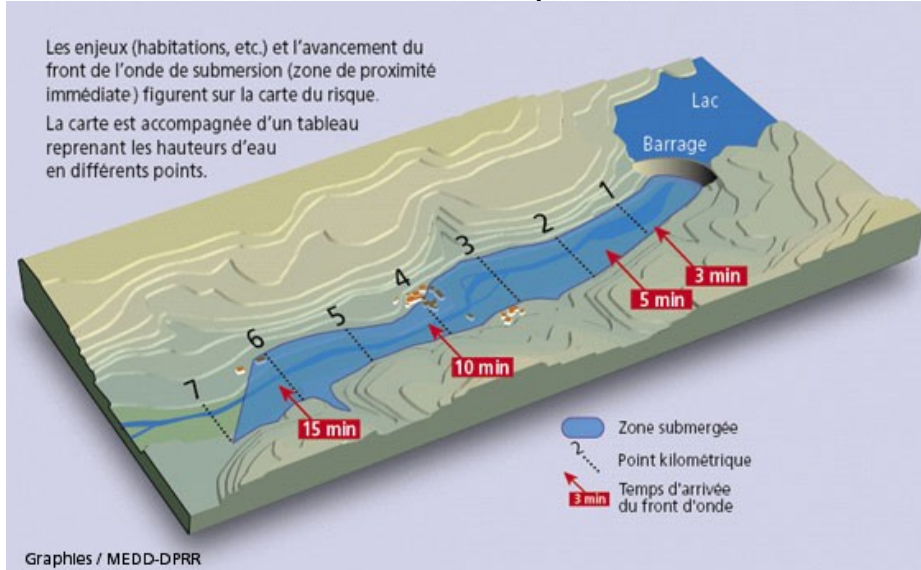 Les enjeux (habitations, etc.) et l'avancement du
front de l'onde de submersion (zone de proximité
immédiate) figurent sur la carte du risque.
La carte est accompagnée d'un tableau
reprenant les hauteurs d'eau
en différents points.
Lac
Barrage
1
2
3
4
5
6
7
3 min
5 min
10 min
15 min
Zone submergée
2
Point kilométrique
3 min
Temps d'arrivée
du front d'onde
Graphies / MEDD-DPRR